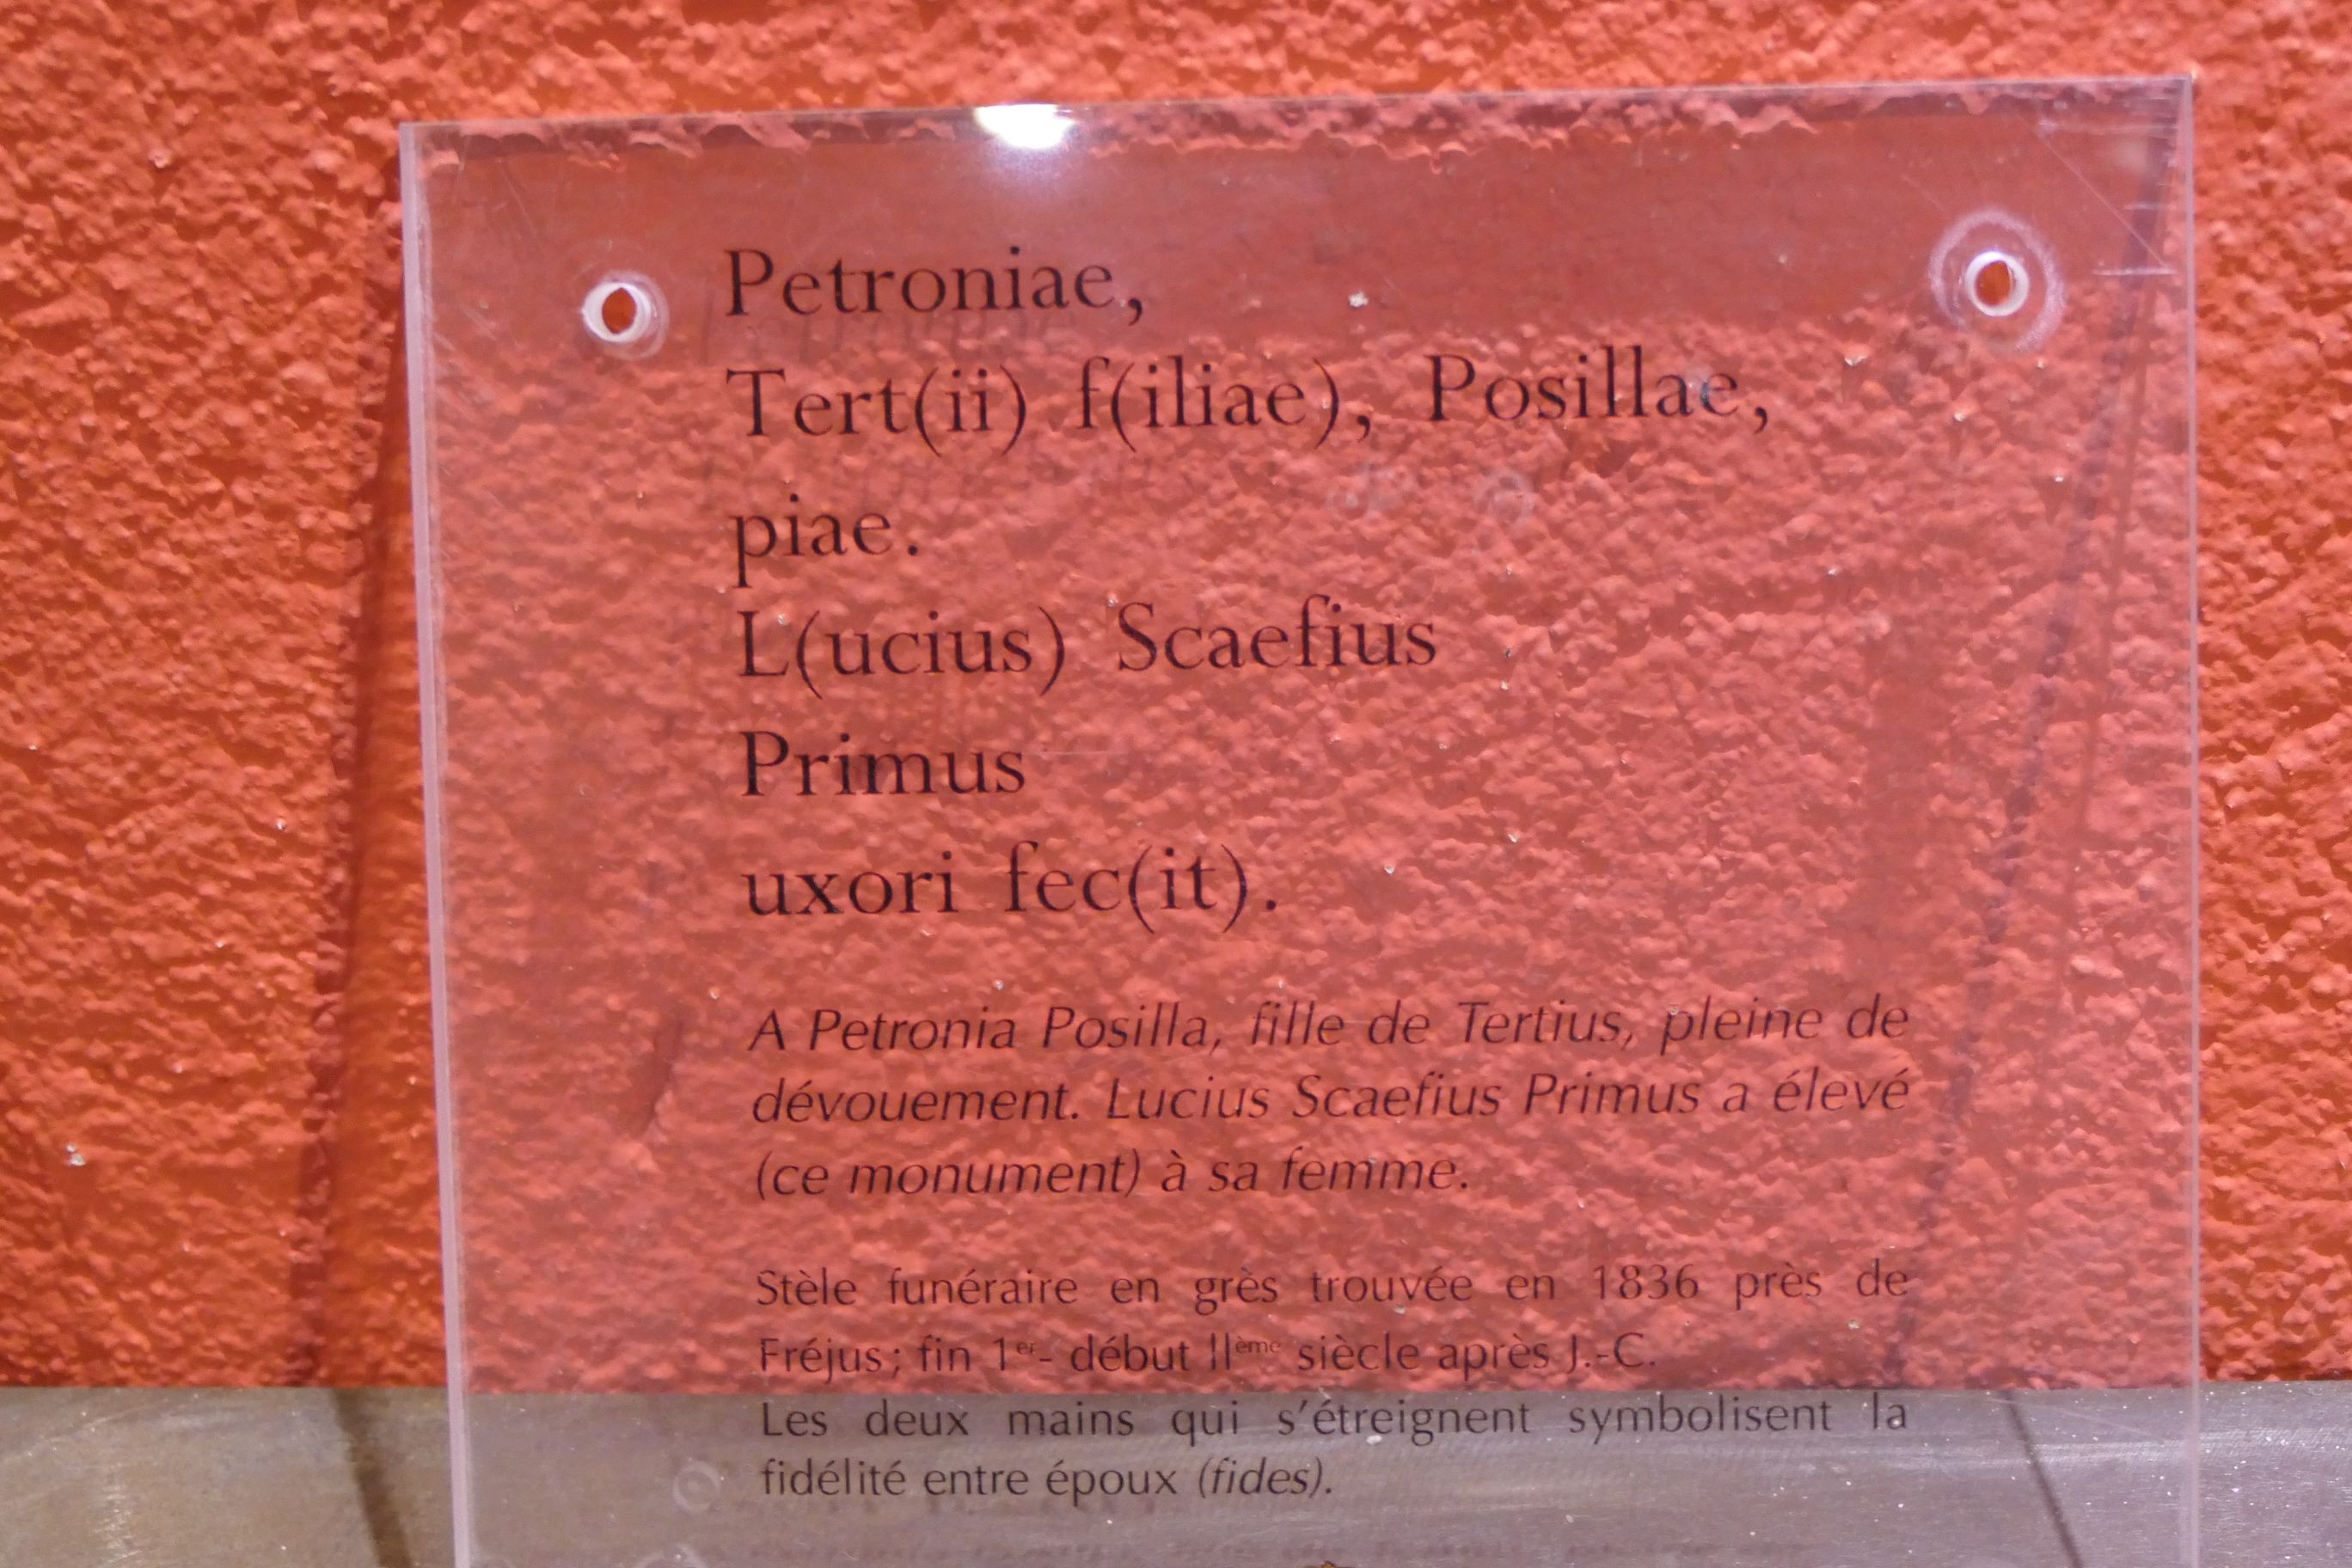 Petroniae,
Tert(ii) f(iliae), Posillae,
piae.
L(ucius) Scaefius
Primus
uxori fec(it).
A Petronia Posilla, fille de Tertius, pleine de
dévouement. Lucius Scaefius Primus a élevé
(ce monument) à sa femme.
Stèle funéraire en grès trouvée en 1836 près de
Fréjus ; fin 1er- début IIème siècle après J.-C.
Les deux mains qui s'étreignent symbolisent la
fidélité entre époux (fides).